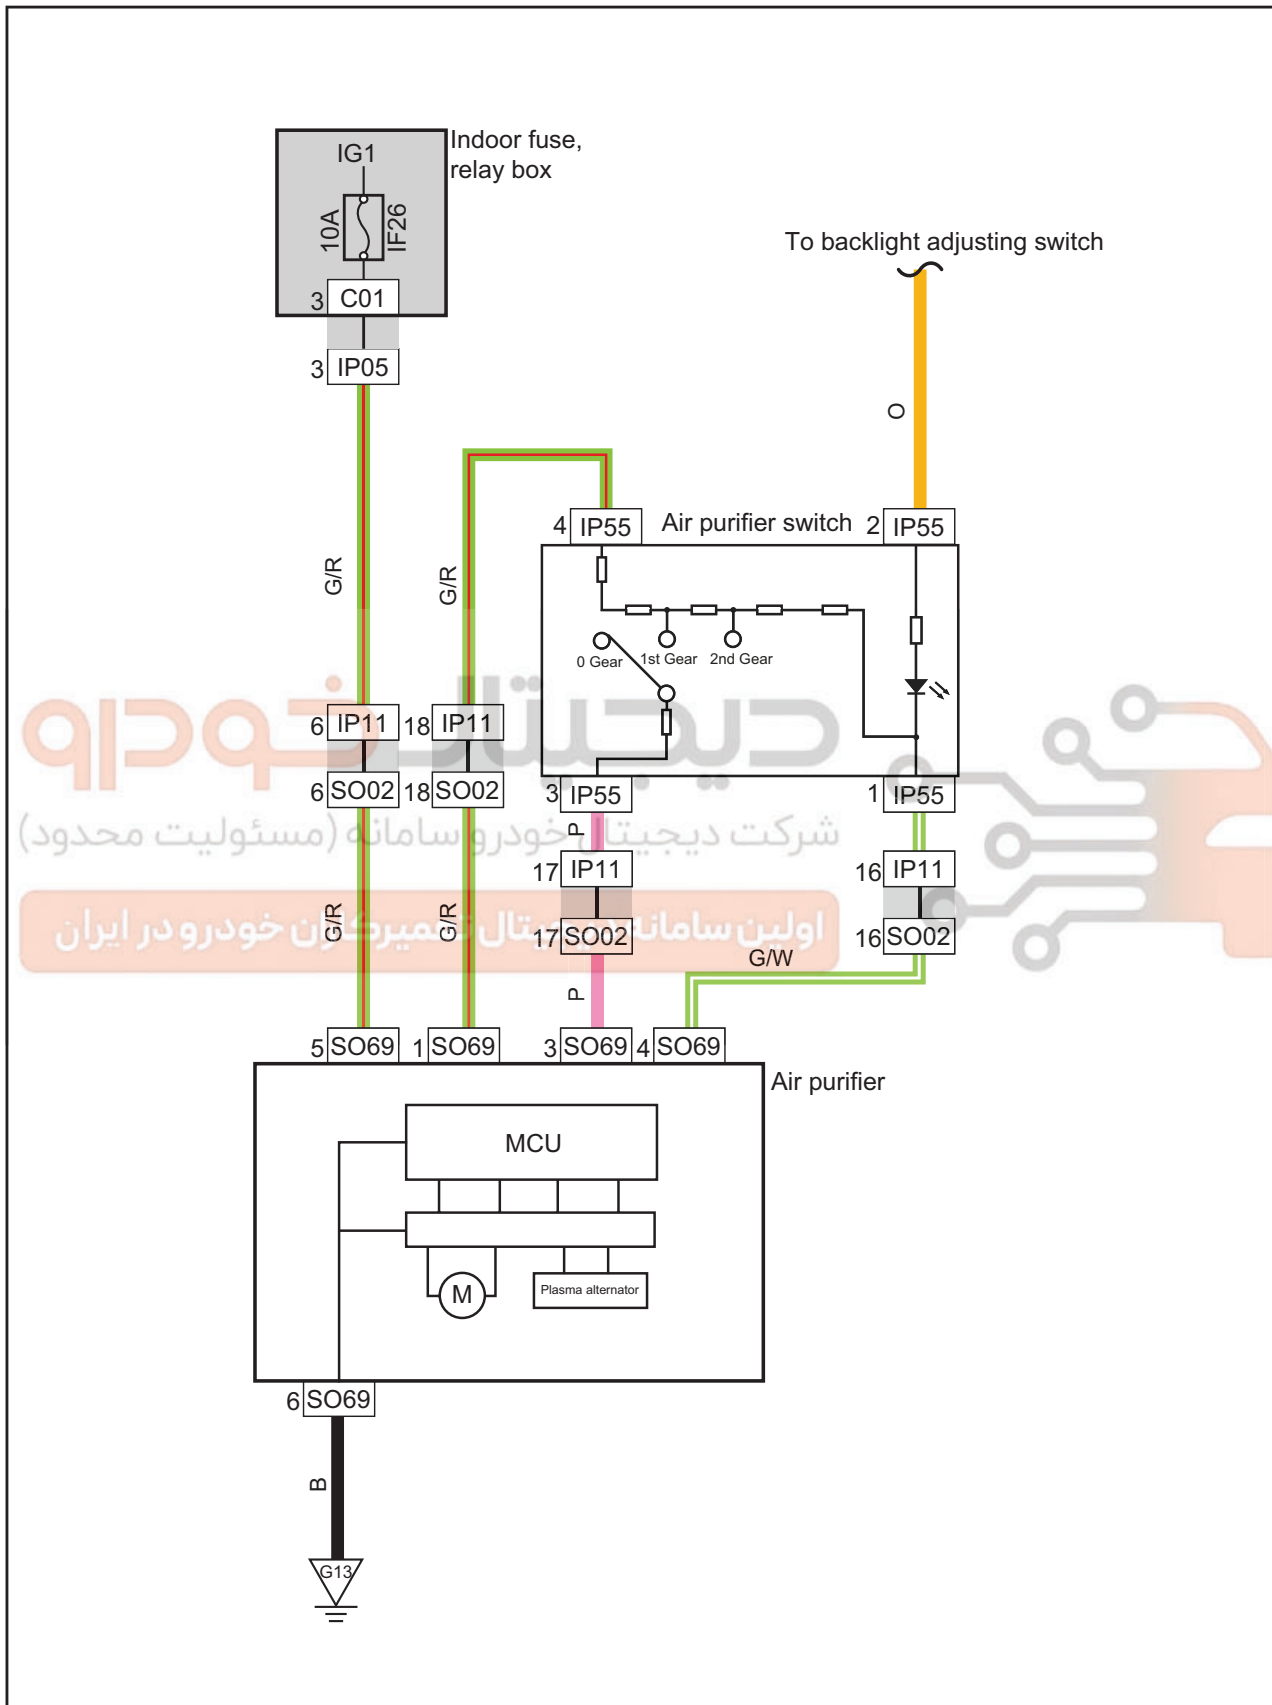 Indoor fuse,
relay box
IG1
10A
IF26
3 C01
3 IP05
To backlight adjusting switch
O
G/R
G/R
4 IP55
Air purifier switch
2 IP55
0 Gear
1st Gear
2nd Gear
6 IP11
18 IP11
6 SO02
18 SO02
3 IP55
1 IP55
دیجیتال خودرو
شرکت دیجیتال خودرو سامانه (مسئولیت محدود)
اولین سامانه دیجیتال تعمیرکاران خودرو در ایران
P
17 IP11
16 IP11
17 SO02
16 SO02
G/R
G/R
P
G/W
5 SO69
1 SO69
3 SO69
4 SO69
Air purifier
MCU
M
Plasma alternator
6 SO69
B
G13